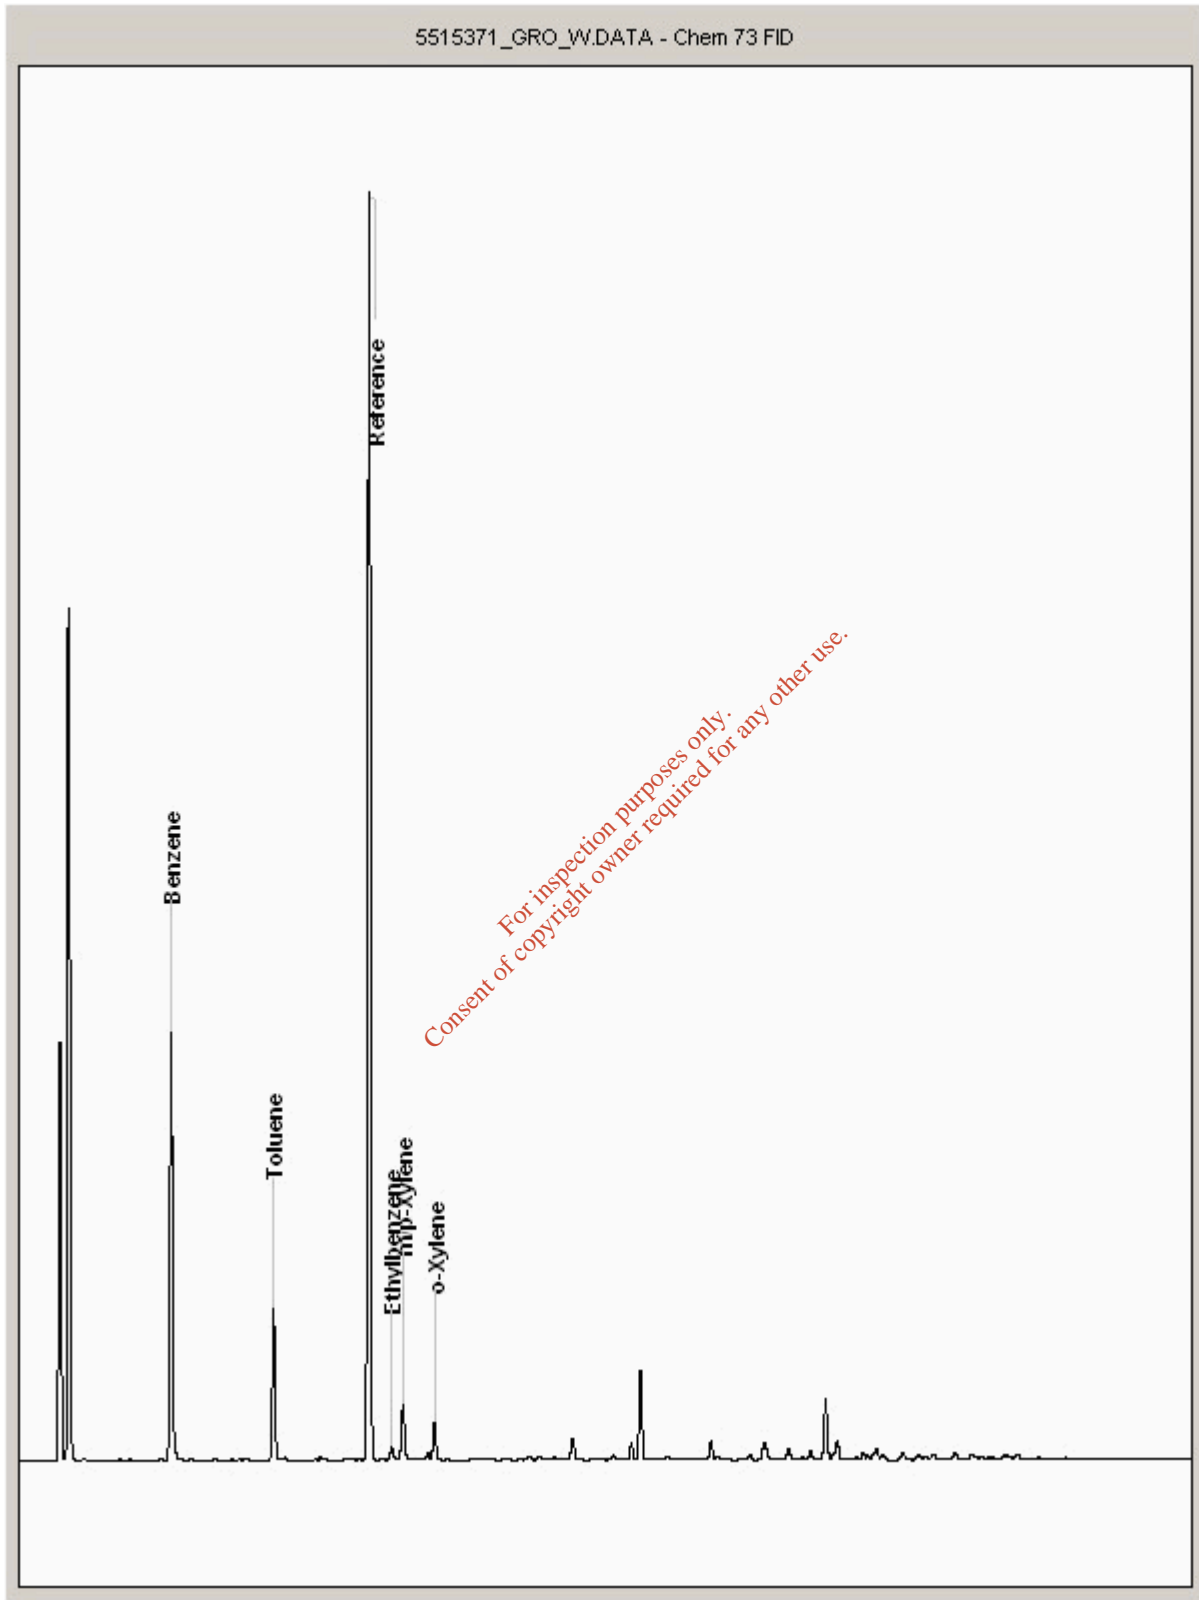 5515371_GRO_W.DATA - Chem 73 FID
Reference
Benzene
Toluene
Ethylbenzene
m/p-Xylene
o-Xylene
For inspection purposes only.
Consent of copyright owner required for any other use.